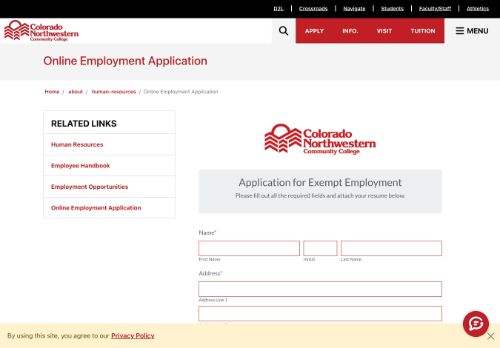 D2L | Crossroads | Navigate | Students | Faculty/Staff | Athletics
Colorado
Northwestern
Community College
APPLY INFO. VISIT TUITION MENU
Online Employment Application
Home / about / human-resources / Online Employment Application
RELATED LINKS
Human Resources
Employee Handbook
Employment Opportunities
Online Employment Application
Colorado
Northwestern
Community College
Application for Exempt Employment
Please fill out all the required fields and attach your resume below.
Name*
First Name Initial Last Name
Address*
Address Line 1
By using this site, you agree to our Privacy Policy